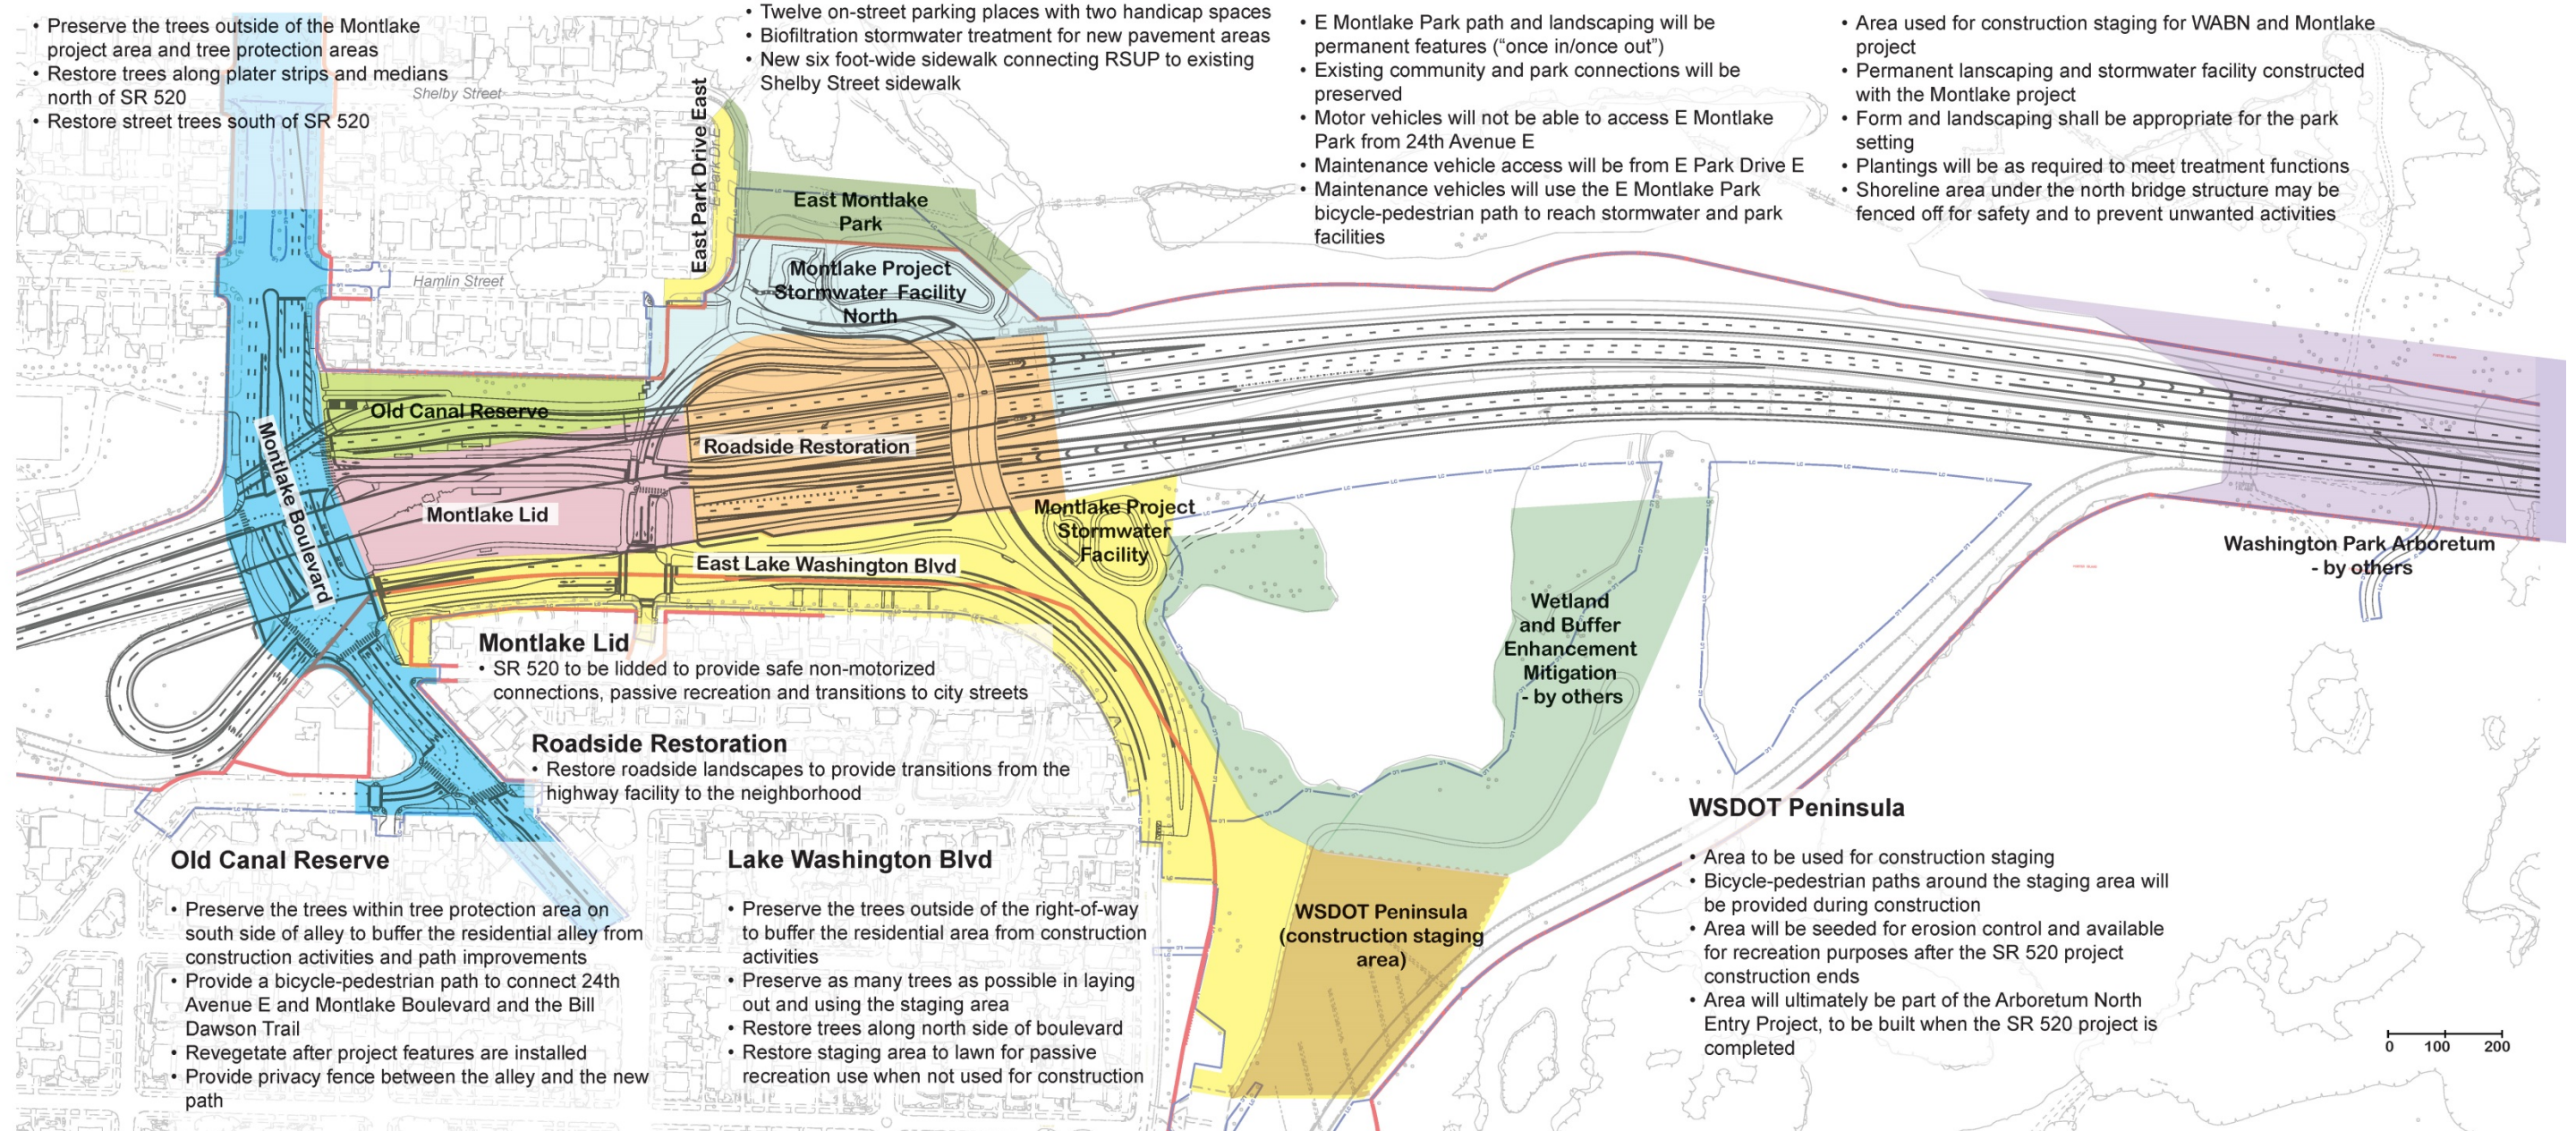 • Preserve the trees outside of the Montlake
project area and tree protection areas
• Restore trees along plater strips and medians
north of SR 520
• Restore street trees south of SR 520
• Twelve on-street parking places with two handicap spaces
• Biofiltration stormwater treatment for new pavement areas
• New six foot-wide sidewalk connecting RSUP to existing
Shelby Street sidewalk
• E Montlake Park path and landscaping will be
permanent features (“once in/once out”)
• Existing community and park connections will be
preserved
• Motor vehicles will not be able to access E Montlake
Park from 24th Avenue E
• Maintenance vehicle access will be from E Park Drive E
• Maintenance vehicles will use the E Montlake Park
bicycle-pedestrian path to reach stormwater and park
facilities
• Area used for construction staging for WABN and Montlake
project
• Permanent lanscaping and stormwater facility constructed
with the Montlake project
• Form and landscaping shall be appropriate for the park
setting
• Plantings will be as required to meet treatment functions
• Shoreline area under the north bridge structure may be
fenced off for safety and to prevent unwanted activities
Shelby Street
Hamlin Street
East Park Drive East
E Park Dr E
East Montlake
Park
Montlake Project
Stormwater Facility
North
Old Canal Reserve
Montlake Boulevard
Roadside Restoration
Montlake Lid
East Lake Washington Blvd
Montlake Project
Stormwater
Facility
Wetland
and Buffer
Enhancement
Mitigation
- by others
Washington Park Arboretum
- by others
WSDOT Peninsula
(construction staging
area)
Montlake Lid
• SR 520 to be lidded to provide safe non-motorized
connections, passive recreation and transitions to city streets
Roadside Restoration
• Restore roadside landscapes to provide transitions from the
highway facility to the neighborhood
Old Canal Reserve
• Preserve the trees within tree protection area on
south side of alley to buffer the residential alley from
construction activities and path improvements
• Provide a bicycle-pedestrian path to connect 24th
Avenue E and Montlake Boulevard and the Bill
Dawson Trail
• Revegetate after project features are installed
• Provide privacy fence between the alley and the new
path
Lake Washington Blvd
• Preserve the trees outside of the right-of-way
to buffer the residential area from construction
activities
• Preserve as many trees as possible in laying
out and using the staging area
• Restore trees along north side of boulevard
• Restore staging area to lawn for passive
recreation use when not used for construction
WSDOT Peninsula
• Area to be used for construction staging
• Bicycle-pedestrian paths around the staging area will
be provided during construction
• Area will be seeded for erosion control and available
for recreation purposes after the SR 520 project
construction ends
• Area will ultimately be part of the Arboretum North
Entry Project, to be built when the SR 520 project is
completed
0 100 200